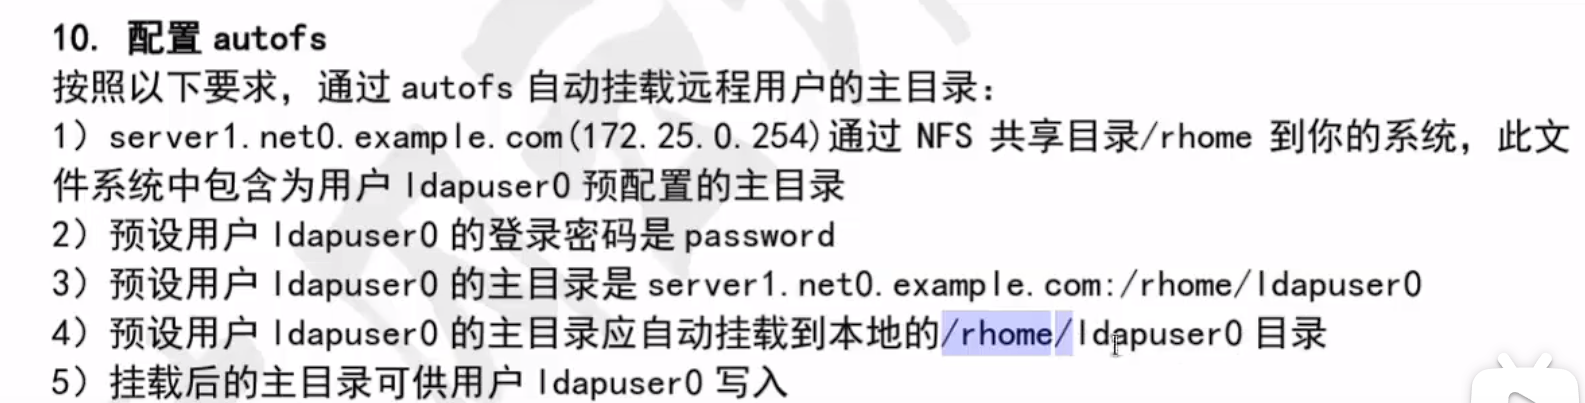 10. 配置 autofs
按照以下要求，通过 autofs 自动挂载远程用户的主目录：
1）server1.net0.example.com(172.25.0.254)通过 NFS 共享目录/rhome 到你的系统，此文
件系统中包含为用户 ldapuser0 预配置的主目录
2）预设用户 ldapuser0 的登录密码是 password
3）预设用户 ldapuser0 的主目录是 server1.net0.example.com:/rhome/ldapuser0
4）预设用户 ldapuser0 的主目录应自动挂载到本地的/rhome/ldapuser0 目录
5）挂载后的主目录可供用户 ldapuser0 写入